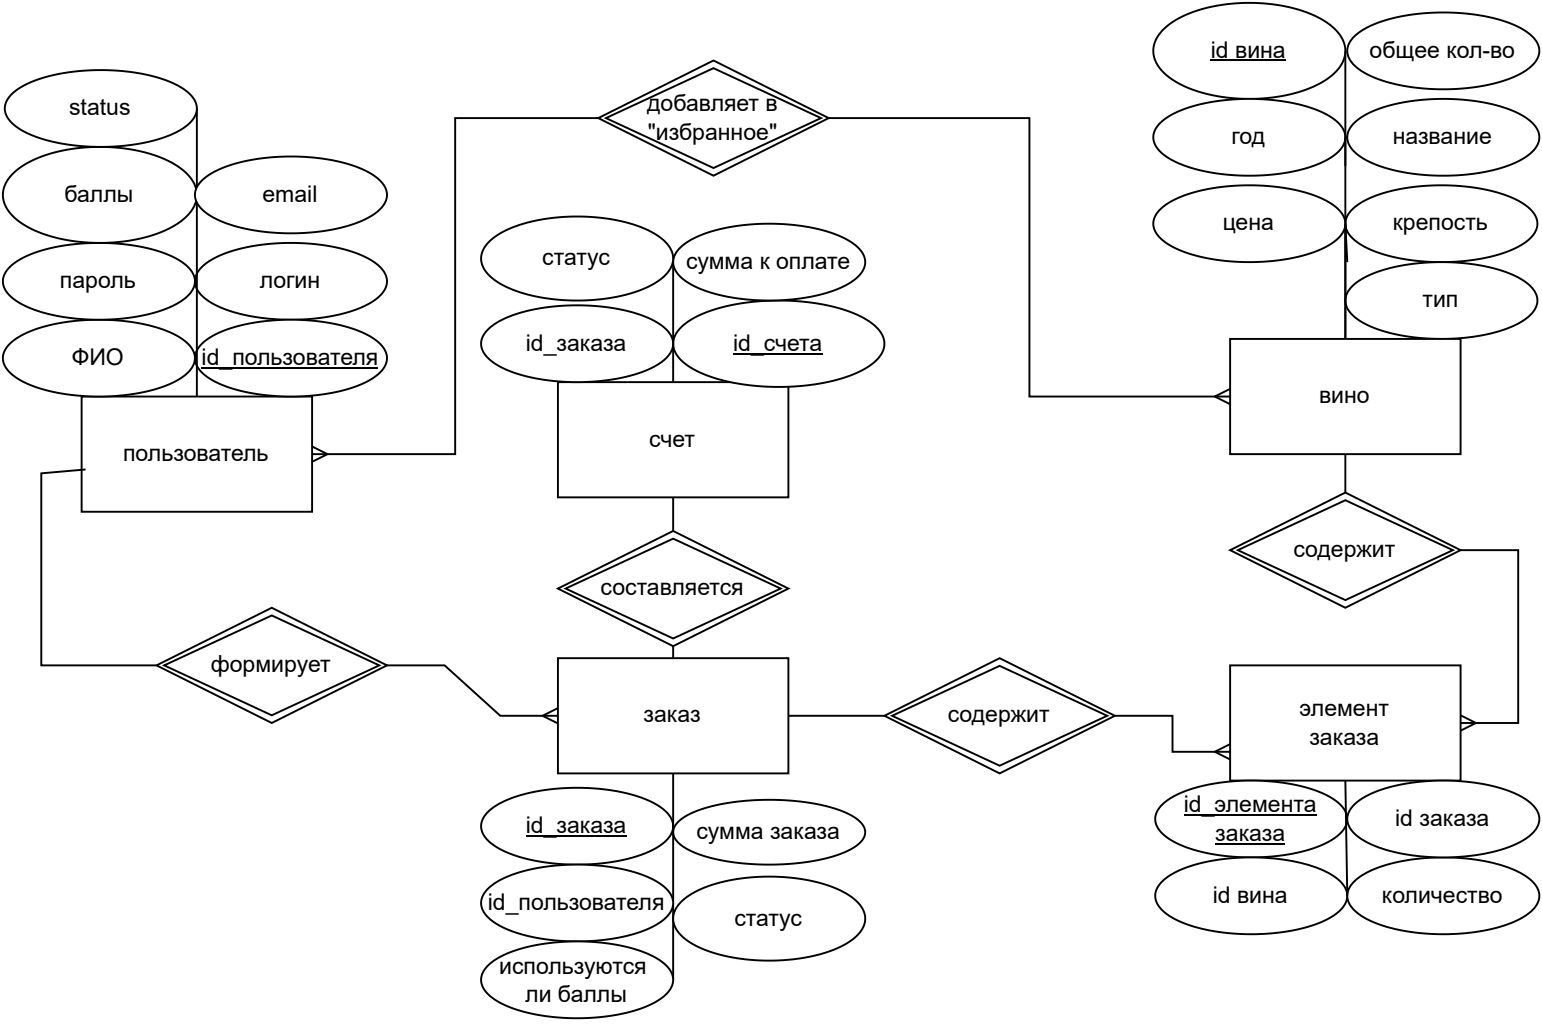 id вина
общее кол-во
status
добавляет в
"избранное"
год
название
баллы
email
цена
крепость
статус
сумма к оплате
пароль
логин
тип
id_заказа
id_счета
ФИО
id_пользователя
вино
счет
пользователь
содержит
составляется
формирует
заказ
содержит
элемент
заказа
id_элемента
заказа
id заказа
id_заказа
сумма заказа
id вина
количество
id_пользователя
статус
используются
ли баллы